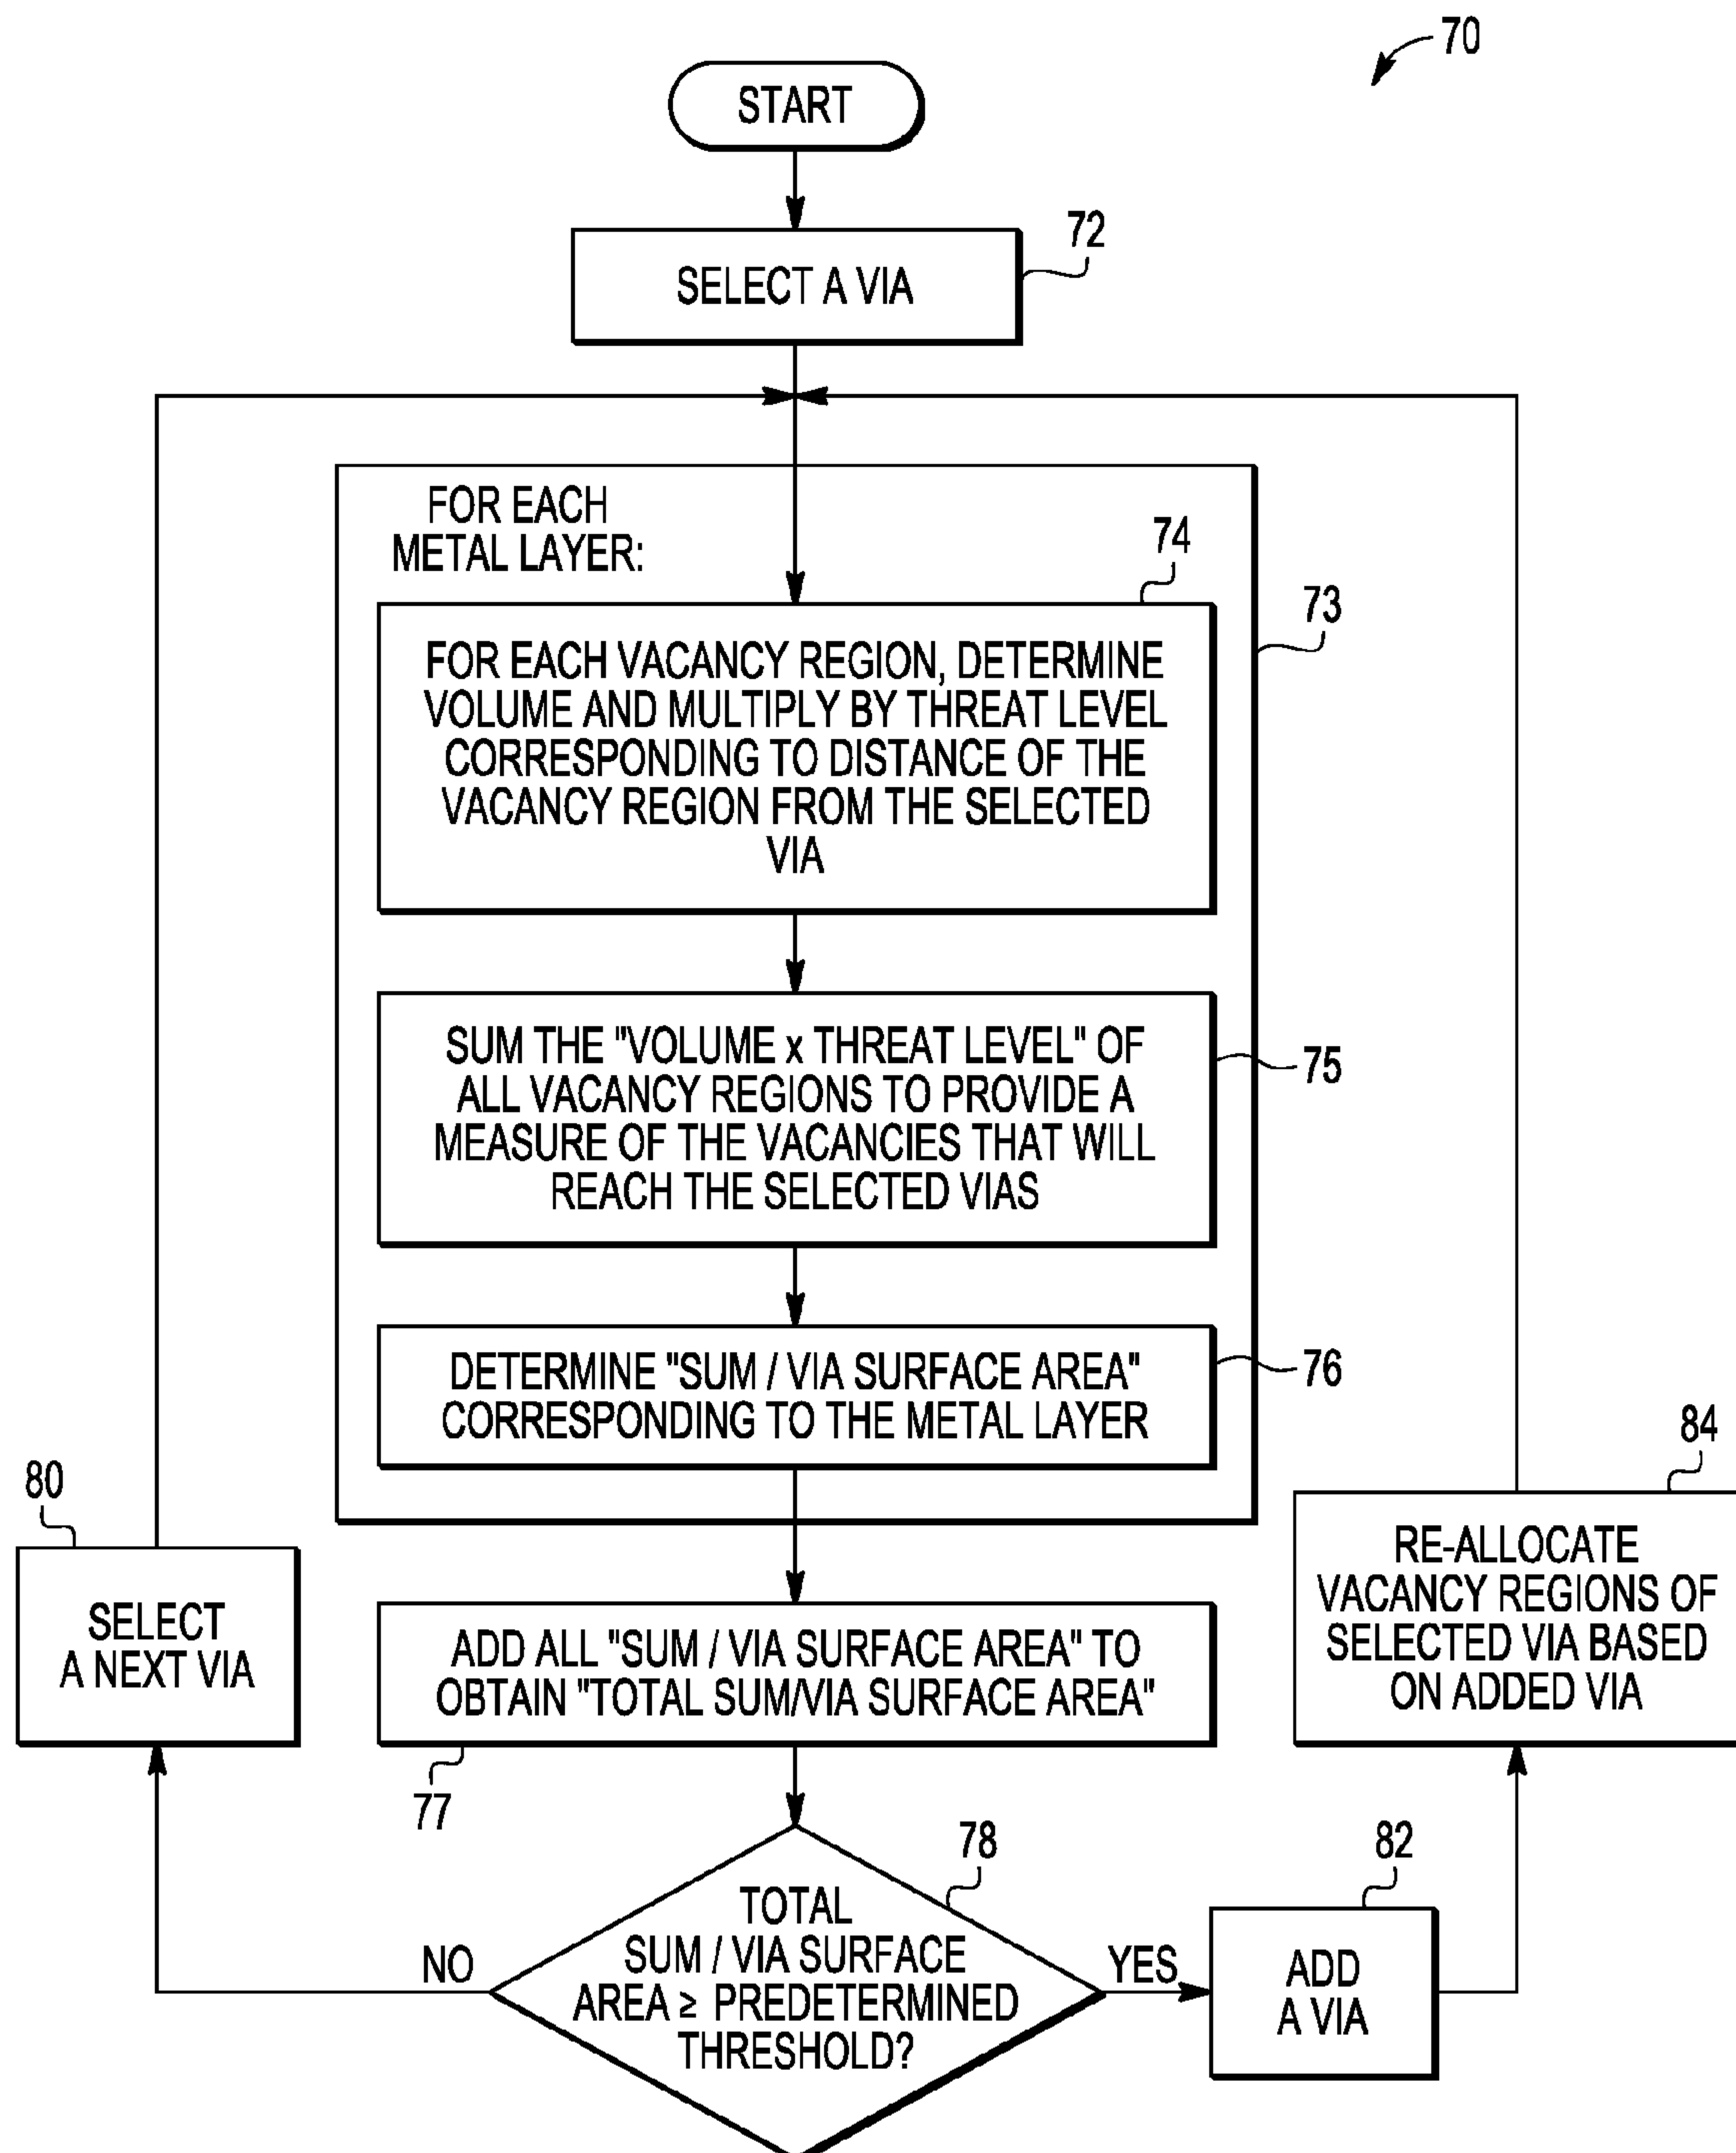 70
START
72
SELECT A VIA
FOR EACH
METAL LAYER:
74
73
FOR EACH VACANCY REGION, DETERMINE
VOLUME AND MULTIPLY BY THREAT LEVEL
CORRESPONDING TO DISTANCE OF THE
VACANCY REGION FROM THE SELECTED
VIA
SUM THE "VOLUME x THREAT LEVEL" OF
ALL VACANCY REGIONS TO PROVIDE A
MEASURE OF THE VACANCIES THAT WILL
REACH THE SELECTED VIAS
75
DETERMINE "SUM / VIA SURFACE AREA"
CORRESPONDING TO THE METAL LAYER
76
80
SELECT
A NEXT VIA
84
RE-ALLOCATE
VACANCY REGIONS OF
SELECTED VIA BASED
ON ADDED VIA
ADD ALL "SUM / VIA SURFACE AREA" TO
OBTAIN "TOTAL SUM/VIA SURFACE AREA"
77
78
TOTAL
SUM / VIA SURFACE
AREA ≥ PREDETERMINED
THRESHOLD?
NO
YES
82
ADD
A VIA